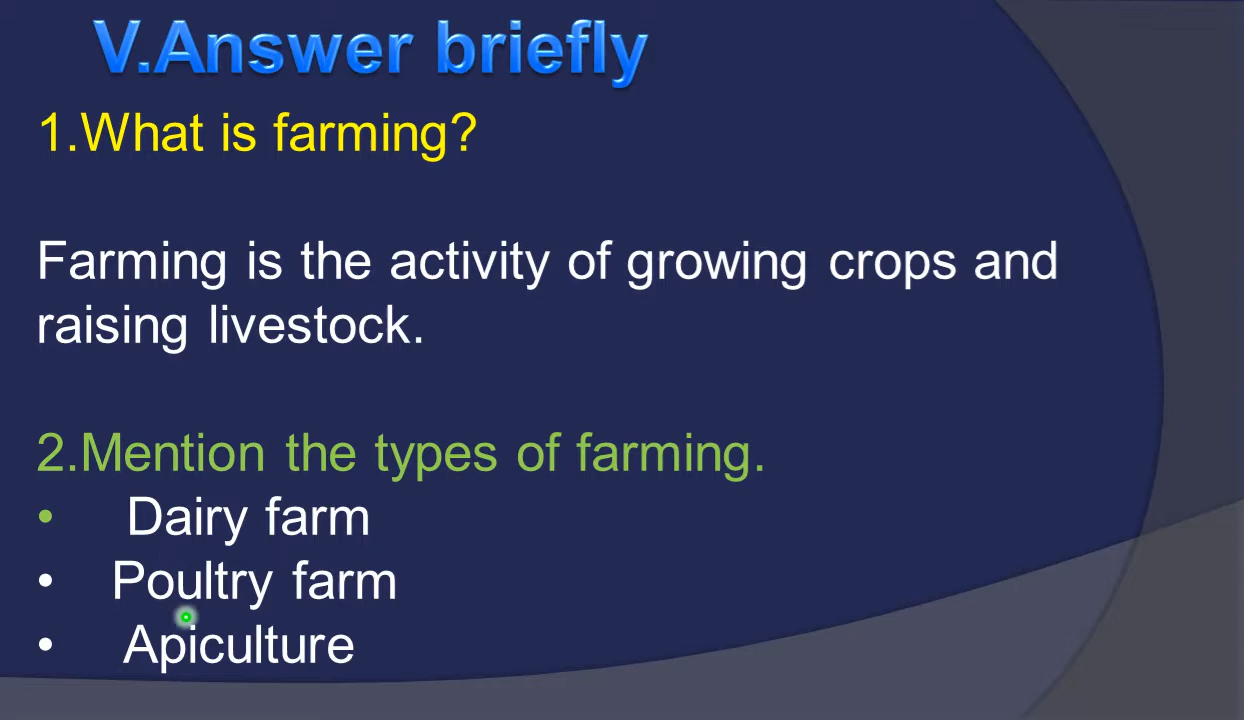 V.Answer briefly
1.What is farming?
Farming is the activity of growing crops and
raising livestock.
2.Mention the types of farming.
• Dairy farm
• Poultry farm
• Apiculture